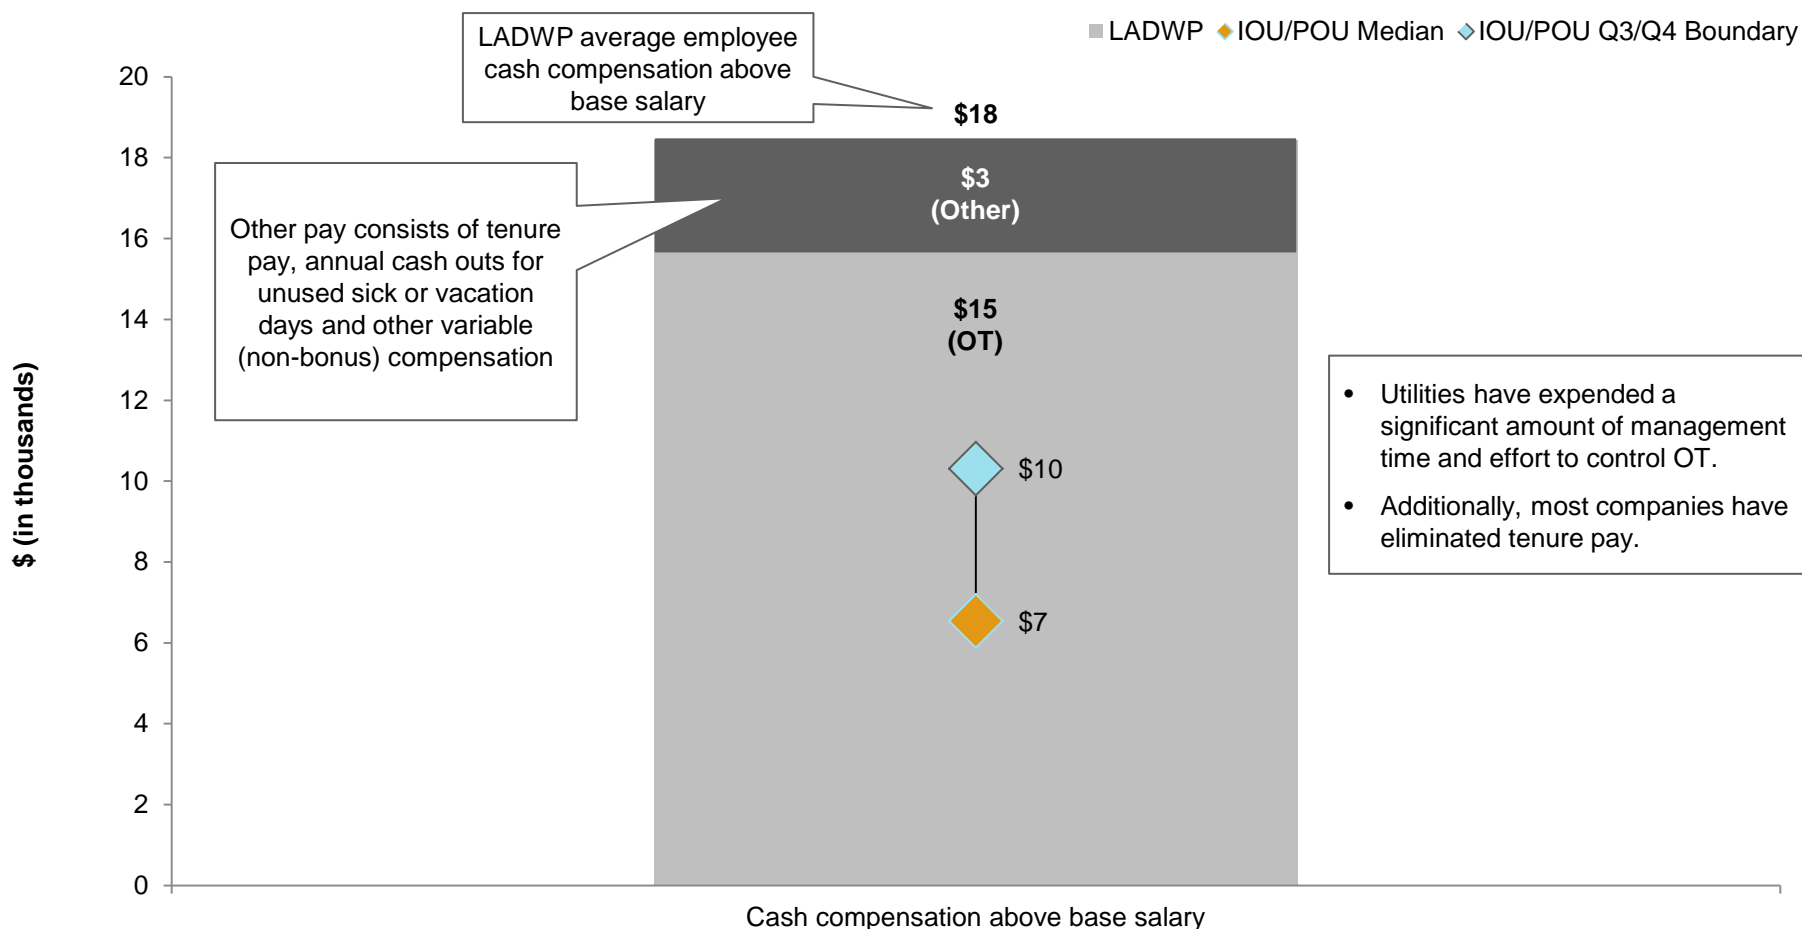 LADWP IOU/POU Median IOU/POU Q3/Q4 Boundary
LADWP average employee
cash compensation above
base salary
$18
$3
(Other)
Other pay consists of tenure
pay, annual cash outs for
unused sick or vacation
days and other variable
(non-bonus) compensation
$15
(OT)
$10
$7
• Utilities have expended a
significant amount of management
time and effort to control OT.
• Additionally, most companies have
eliminated tenure pay.
$ (in thousands)
20
18
16
14
12
10
8
6
4
2
0
Cash compensation above base salary